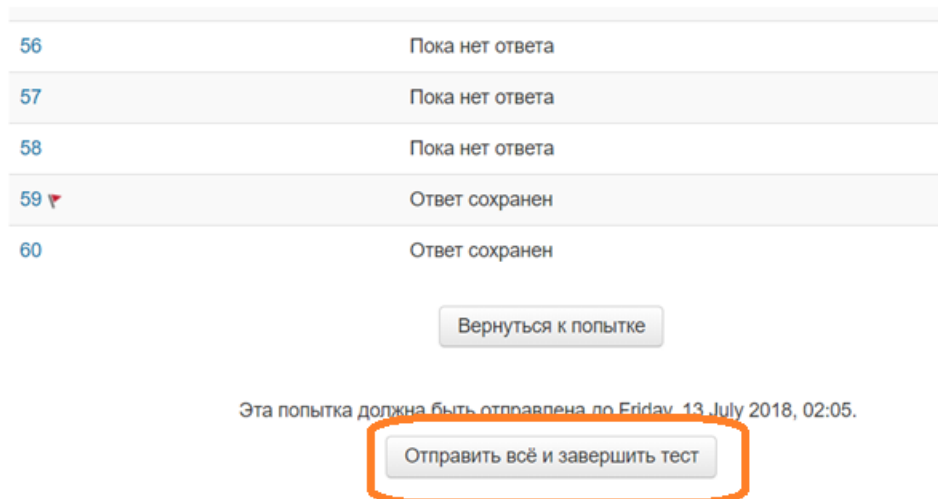 56 Пока нет ответа
57 Пока нет ответа
58 Пока нет ответа
59 Ответ сохранен
60 Ответ сохранен
Вернуться к попытке
Эта попытка должна быть отправлена до Friday, 13 July 2018, 02:05.
Отправить всё и завершить тест